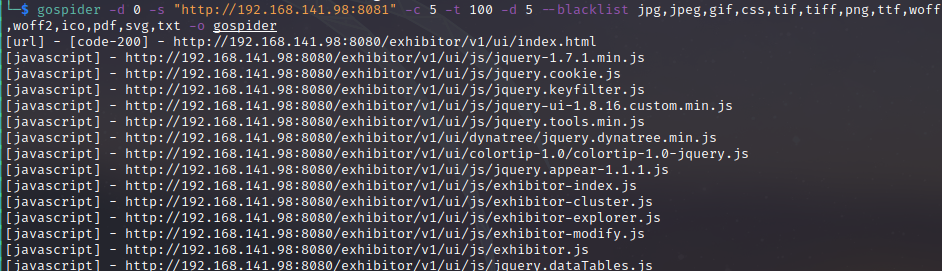 └─$ gospider -d 0 -s "http://192.168.141.98:8081" -c 5 -t 100 -d 5 --blacklist jpg,jpeg,gif,css,tif,tiff,png,ttf,woff
,woff2,ico,pdf,svg,txt -o gospider
[url] - [code-200] - http://192.168.141.98:8080/exhibitor/v1/ui/index.html
[javascript] - http://192.168.141.98:8080/exhibitor/v1/ui/js/jquery-1.7.1.min.js
[javascript] - http://192.168.141.98:8080/exhibitor/v1/ui/js/jquery.cookie.js
[javascript] - http://192.168.141.98:8080/exhibitor/v1/ui/js/jquery.keyfilter.js
[javascript] - http://192.168.141.98:8080/exhibitor/v1/ui/js/jquery-ui-1.8.16.custom.min.js
[javascript] - http://192.168.141.98:8080/exhibitor/v1/ui/js/jquery.tools.min.js
[javascript] - http://192.168.141.98:8080/exhibitor/v1/ui/dynatree/jquery.dynatree.min.js
[javascript] - http://192.168.141.98:8080/exhibitor/v1/ui/colortip-1.0/colortip-1.0-jquery.js
[javascript] - http://192.168.141.98:8080/exhibitor/v1/ui/js/jquery.appear-1.1.1.js
[javascript] - http://192.168.141.98:8080/exhibitor/v1/ui/js/exhibitor-index.js
[javascript] - http://192.168.141.98:8080/exhibitor/v1/ui/js/exhibitor-cluster.js
[javascript] - http://192.168.141.98:8080/exhibitor/v1/ui/js/exhibitor-explorer.js
[javascript] - http://192.168.141.98:8080/exhibitor/v1/ui/js/exhibitor-modify.js
[javascript] - http://192.168.141.98:8080/exhibitor/v1/ui/js/exhibitor.js
[javascript] - http://192.168.141.98:8080/exhibitor/v1/ui/js/jquery.dataTables.js